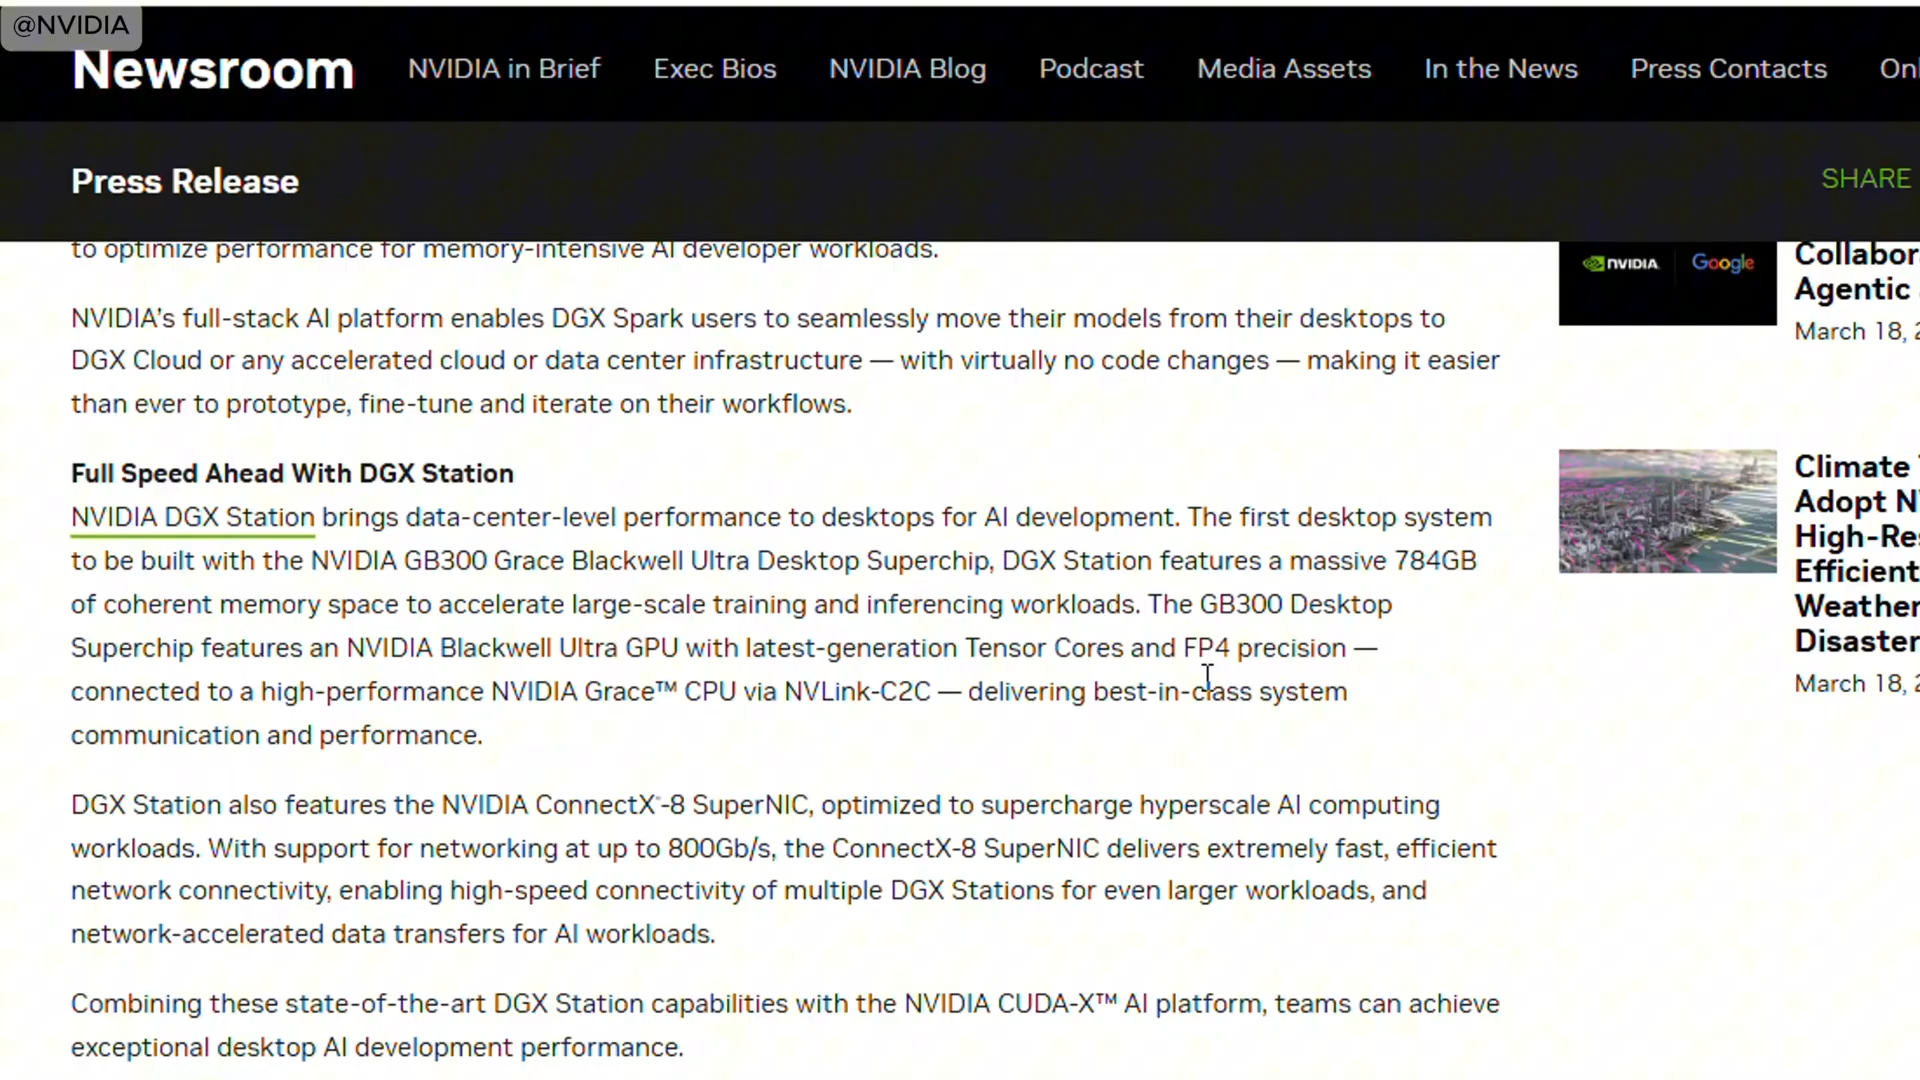 @NVIDIA
Newsroom NVIDIA in Brief Exec Bios NVIDIA Blog Podcast Media Assets In the News Press Contacts Onl
Press Release SHARE
to optimize performance for memory-intensive AI developer workloads.
NVIDIA's full-stack AI platform enables DGX Spark users to seamlessly move their models from their desktops to
DGX Cloud or any accelerated cloud or data center infrastructure — with virtually no code changes — making it easier
than ever to prototype, fine-tune and iterate on their workflows.
Full Speed Ahead With DGX Station
NVIDIA DGX Station brings data-center-level performance to desktops for AI development. The first desktop system
to be built with the NVIDIA GB300 Grace Blackwell Ultra Desktop Superchip, DGX Station features a massive 784GB
of coherent memory space to accelerate large-scale training and inferencing workloads. The GB300 Desktop
Superchip features an NVIDIA Blackwell Ultra GPU with latest-generation Tensor Cores and FP4 precision —
connected to a high-performance NVIDIA Grace™ CPU via NVLink-C2C — delivering best-in-class system
communication and performance.
DGX Station also features the NVIDIA ConnectX®-8 SuperNIC, optimized to supercharge hyperscale AI computing
workloads. With support for networking at up to 800Gb/s, the ConnectX-8 SuperNIC delivers extremely fast, efficient
network connectivity, enabling high-speed connectivity of multiple DGX Stations for even larger workloads, and
network-accelerated data transfers for AI workloads.
Combining these state-of-the-art DGX Station capabilities with the NVIDIA CUDA-X™ AI platform, teams can achieve
exceptional desktop AI development performance.
NVIDIA Google
Collabor
Agentic
March 18, 2
Climate
Adopt N
High-Res
Efficient
Weather
Disaster
March 18, 2